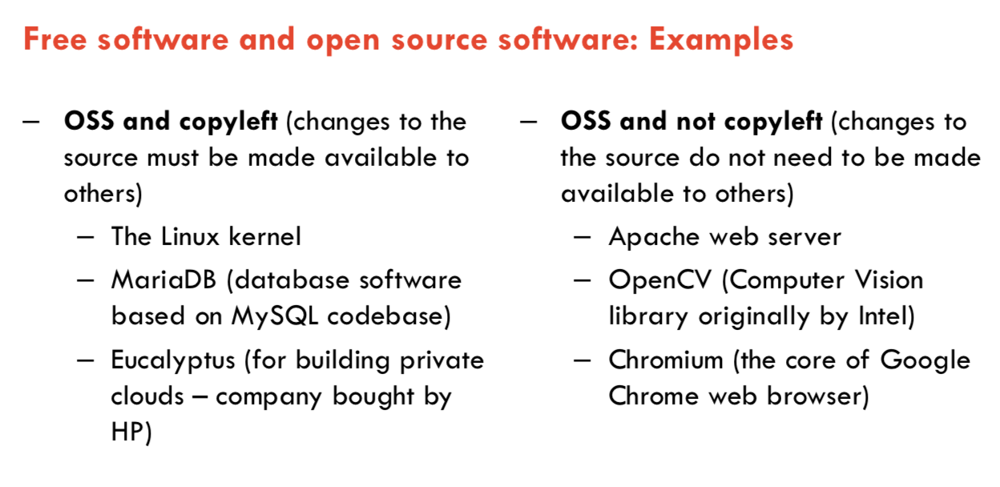 Free software and open source software: Examples
– OSS and copyleft (changes to the
source must be made available to
others)
– The Linux kernel
– MariaDB (database software
based on MySQL codebase)
– Eucalyptus (for building private
clouds – company bought by
HP)
– OSS and not copyleft (changes to
the source do not need to be made
available to others)
– Apache web server
– OpenCV (Computer Vision
library originally by Intel)
– Chromium (the core of Google
Chrome web browser)